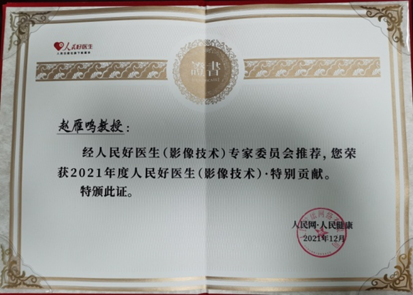 人民好医生
證書
赵雁鸣教授：
经人民好医生(影像技术)专家委员会推荐,您荣
获2021年度人民好医生(影像技术)·特别贡献。
特颁此证。
人民网·人民健康
2021年12月